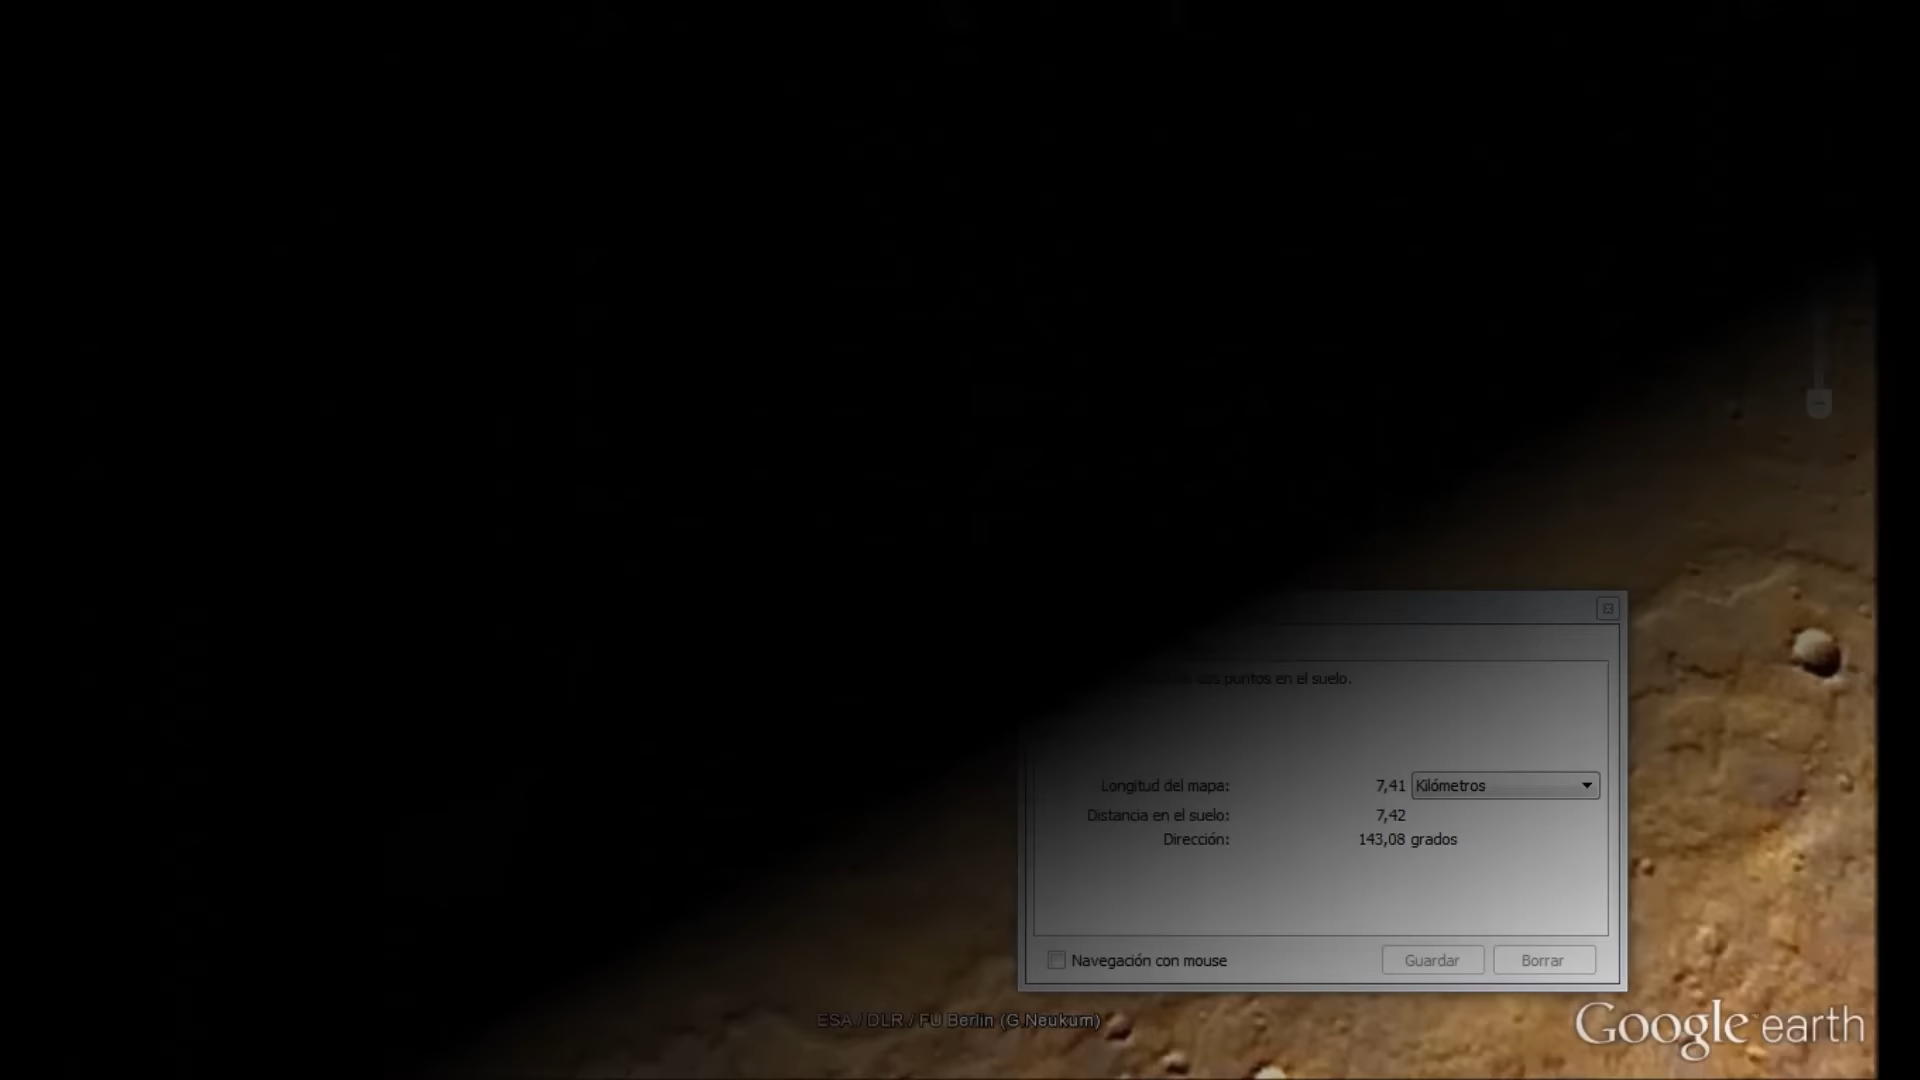 puntos en el suelo.
Longitud del mapa: 7,41 Kilómetros
Distancia en el suelo: 7,42
Dirección: 143,08 grados
Navegación con mouse Guardar Borrar
ESA / DLR / FU Berlin (G.Neukum)
Google earth